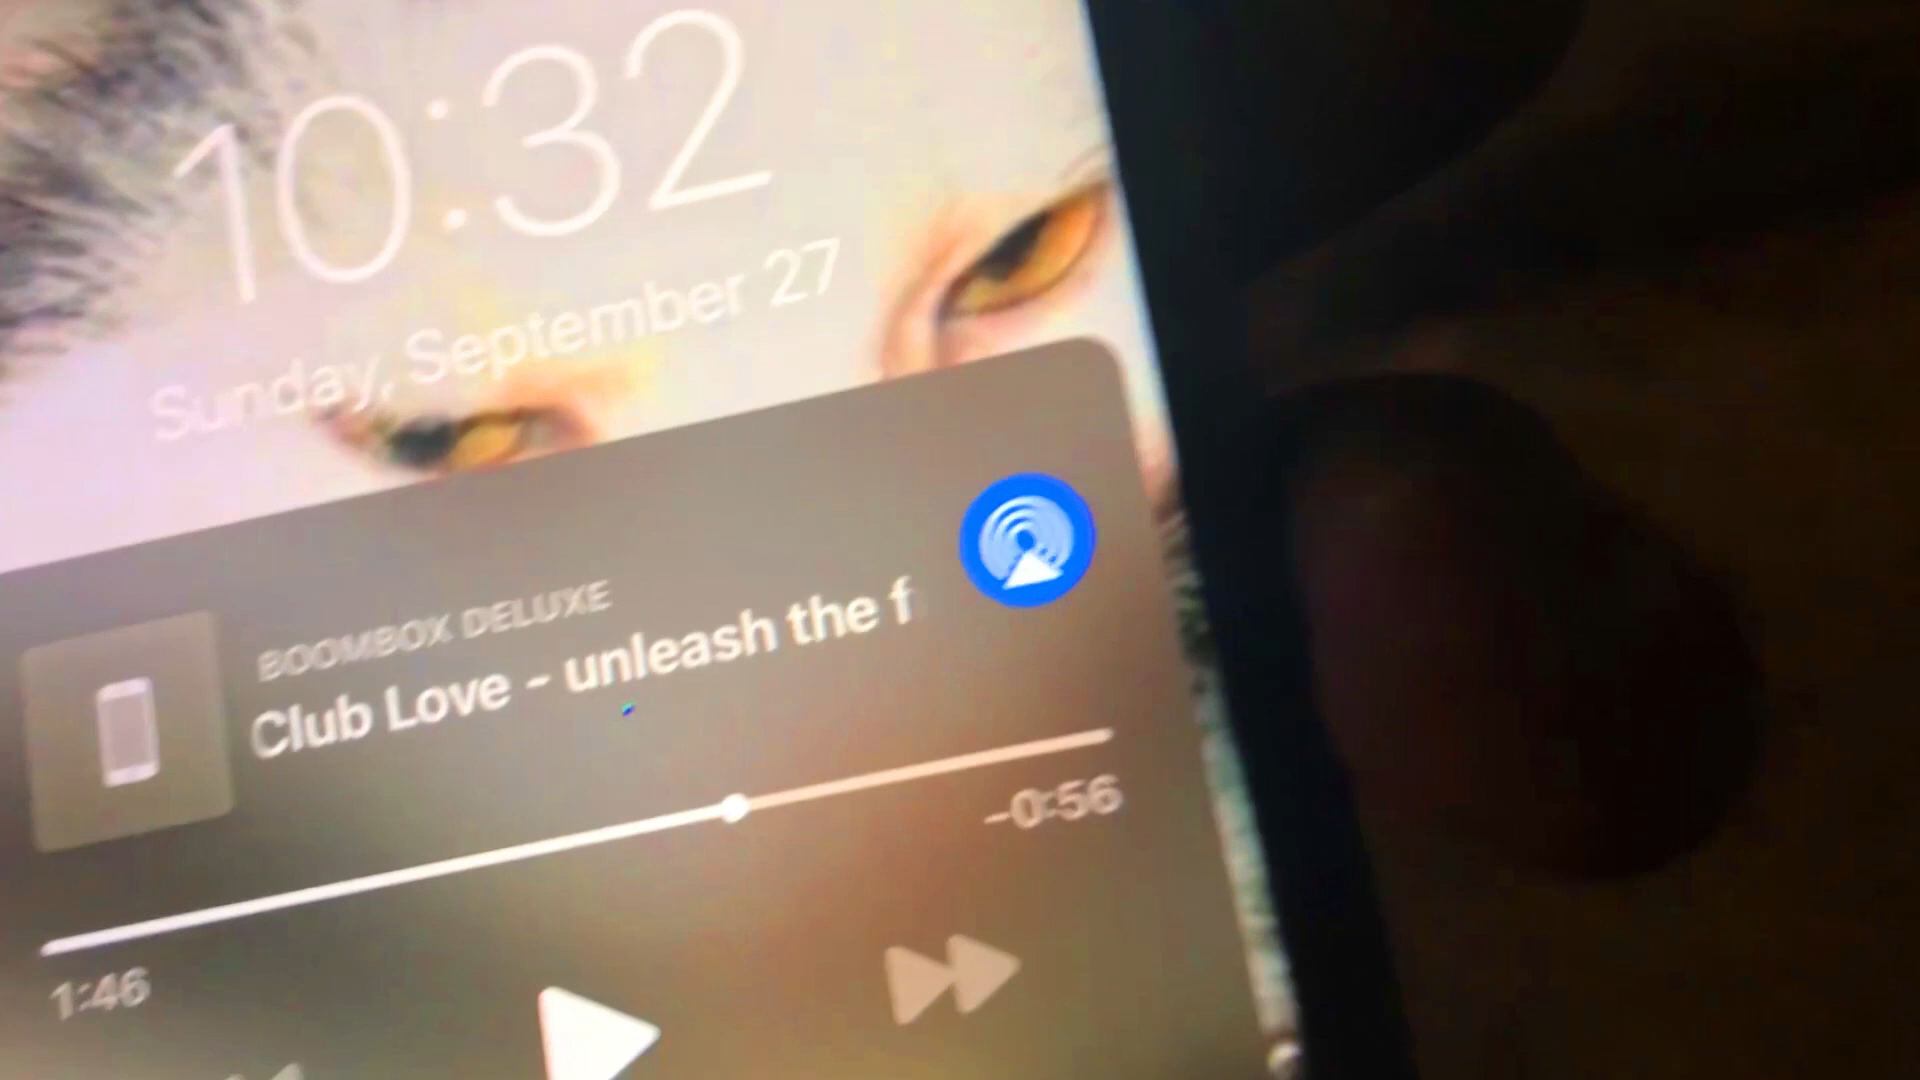 10:32
Sunday, September 27
BOOMBOX DELUXE
Club Love - unleash the f
-0:56
1:46